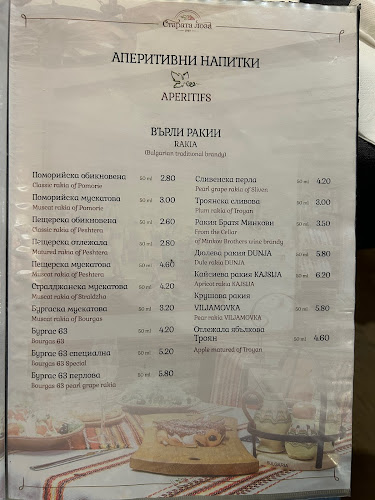 Старата Лоза
АПЕРИТИВНИ НАПИТКИ
APERITIFS
ВЪРЛИ РАКИИ
RAKIA
(Bulgarian traditional brandy)
Поморийска обикновена 50 ml 2.80
Classic rakia of Pomorie
Поморийска мускатова 50 ml 3.00
Muscat rakia of Pomorie
Пещерска обикновена 50 ml 2.60
Classic rakia of Peshtera
Пещерска отлежала 50 ml 2.80
Matured rakia of Peshtera
Пещерска мускатова 50 ml 4.60
Muscat rakia of Peshtera
Стралджанска мускатова 50 ml 4.20
Muscat rakia of Straldzha
Бургаска мускатова 50 ml 3.20
Muscat rakia of Bourgas
Бургас 63 50 ml 4.20
Bourgas 63
Бургас 63 специална 50 ml 5.20
Bourgas 63 Special
Бургас 63 перлова 50 ml 5.80
Bourgas 63 pearl grape rakia
Сливенска перла 50 ml 4.20
Pearl grape rakia of Sliven
Троянска сливова 50 ml 3.00
Plum rakia of Troyan
Ракия Братя Минкови 50 ml 3.50
From the Cellar
of Minkov Brothers wine brandy
Дюлева ракия DUNJA 50 ml 5.80
Dule rakia DUNJA
Кайсиева ракия KAJSIJA 50 ml 6.20
Apricot rakia KAJSIJA
Крушова ракия
VILJAMOVKA 50 ml 5.80
Pear rakia VILJAMOVKA
Отлежала ябълкова
Троян 50 ml 4.60
Apple matured of Troyan